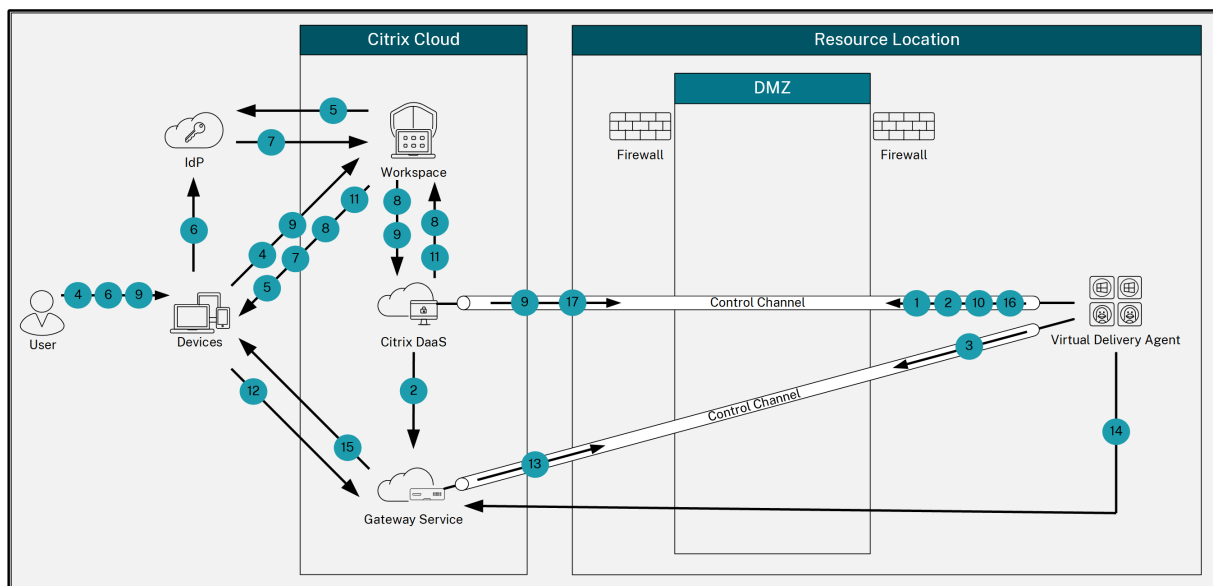 Citrix Cloud
Resource Location
DMZ
5
7
IdP
Workspace
Firewall
Firewall
11
8
9
8
8
6
9
4
7
9
11
5
4 6 9
9 17
Control Channel
1 2 10 16
User
Devices
Citrix DaaS
Virtual Delivery Agent
3
12
2
Control Channel
14
15
13
Gateway Service